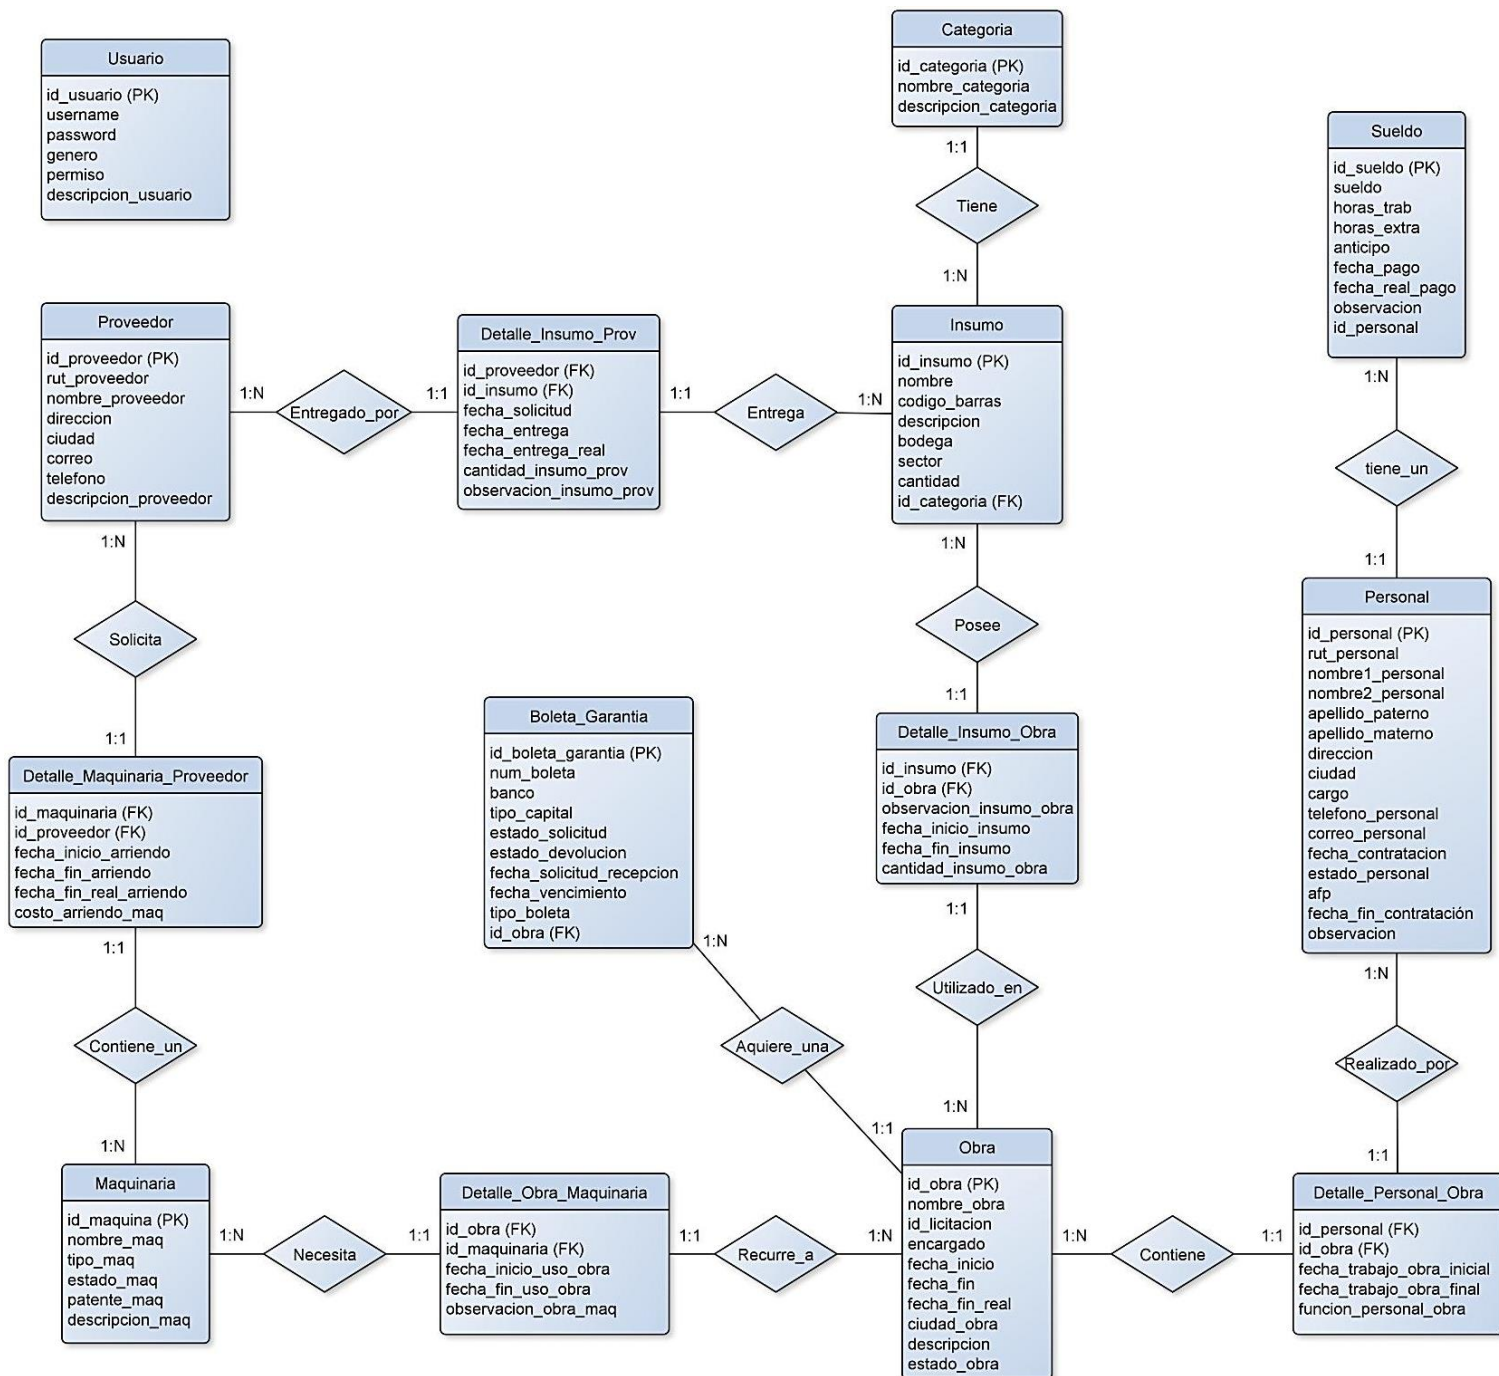 Usuario
id_usuario (PK)
username
password
genero
permiso
descripcion_usuario
Categoria
id_categoria (PK)
nombre_categoria
descripcion_categoria
1:1
Tiene
1:N
Sueldo
id_sueldo (PK)
sueldo
horas_trab
horas_extra
anticipo
fecha_pago
fecha_real_pago
observacion
id_personal
1:N
tiene_un
1:1
Proveedor
id_proveedor (PK)
rut_proveedor
nombre_proveedor
direccion
ciudad
correo
telefono
descripcion_proveedor
1:N
Entregado_por
1:1
Detalle_Insumo_Prov
id_proveedor (FK)
id_insumo (FK)
fecha_solicitud
fecha_entrega
fecha_entrega_real
cantidad_insumo_prov
observacion_insumo_prov
1:1
Entrega
1:N
Insumo
id_insumo (PK)
nombre
codigo_barras
descripcion
bodega
sector
cantidad
id_categoria (FK)
1:N
Posee
1:1
1:N
Solicita
1:1
Personal
id_personal (PK)
rut_personal
nombre1_personal
nombre2_personal
apellido_paterno
apellido_materno
direccion
ciudad
cargo
telefono_personal
correo_personal
fecha_contratacion
estado_personal
afp
fecha_fin_contratación
observacion
1:N
Realizado_por
1:1
Boleta_Garantia
id_boleta_garantia (PK)
num_boleta
banco
tipo_capital
estado_solicitud
estado_devolucion
fecha_solicitud_recepcion
fecha_vencimiento
tipo_boleta
id_obra (FK)
1:N
Aquiere_una
1:1
Detalle_Insumo_Obra
id_insumo (FK)
id_obra (FK)
observacion_insumo_obra
fecha_inicio_insumo
fecha_fin_insumo
cantidad_insumo_obra
1:1
Utilizado_en
1:N
Detalle_Maquinaria_Proveedor
id_maquinaria (FK)
id_proveedor (FK)
fecha_inicio_arriendo
fecha_fin_arriendo
fecha_fin_real_arriendo
costo_arriendo_maq
1:1
Contiene_un
1:N
Maquinaria
id_maquina (PK)
nombre_maq
tipo_maq
estado_maq
patente_maq
descripcion_maq
1:N
Necesita
1:1
Detalle_Obra_Maquinaria
id_obra (FK)
id_maquinaria (FK)
fecha_inicio_uso_obra
fecha_fin_uso_obra
observacion_obra_maq
1:1
Recurre_a
1:N
Obra
id_obra (PK)
nombre_obra
id_licitacion
encargado
fecha_inicio
fecha_fin
fecha_fin_real
ciudad_obra
descripcion
estado_obra
1:N
Contiene
1:1
Detalle_Personal_Obra
id_personal (FK)
id_obra (FK)
fecha_trabajo_obra_inicial
fecha_trabajo_obra_final
funcion_personal_obra